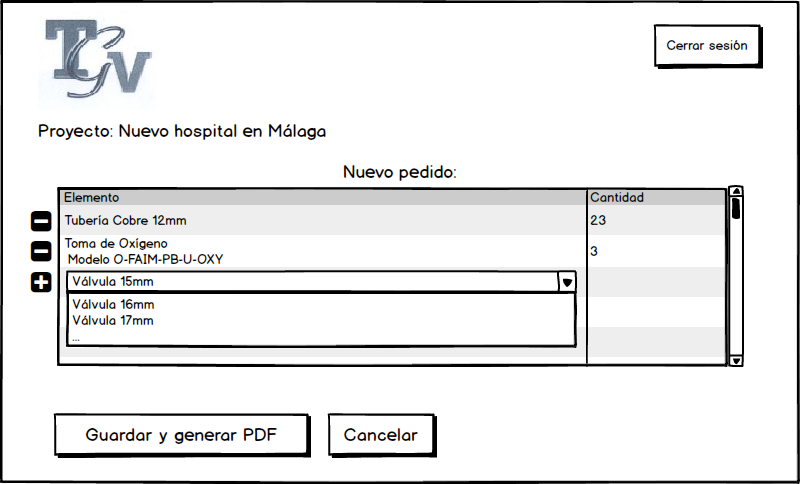 TGV
Cerrar sesión
Proyecto: Nuevo hospital en Málaga
Nuevo pedido:
Elemento Cantidad
Tubería Cobre 12mm 23
Toma de Oxígeno
Modelo O-FAIM-PB-U-OXY 3
Válvula 15mm
Válvula 16mm
Válvula 17mm
...
Guardar y generar PDF Cancelar